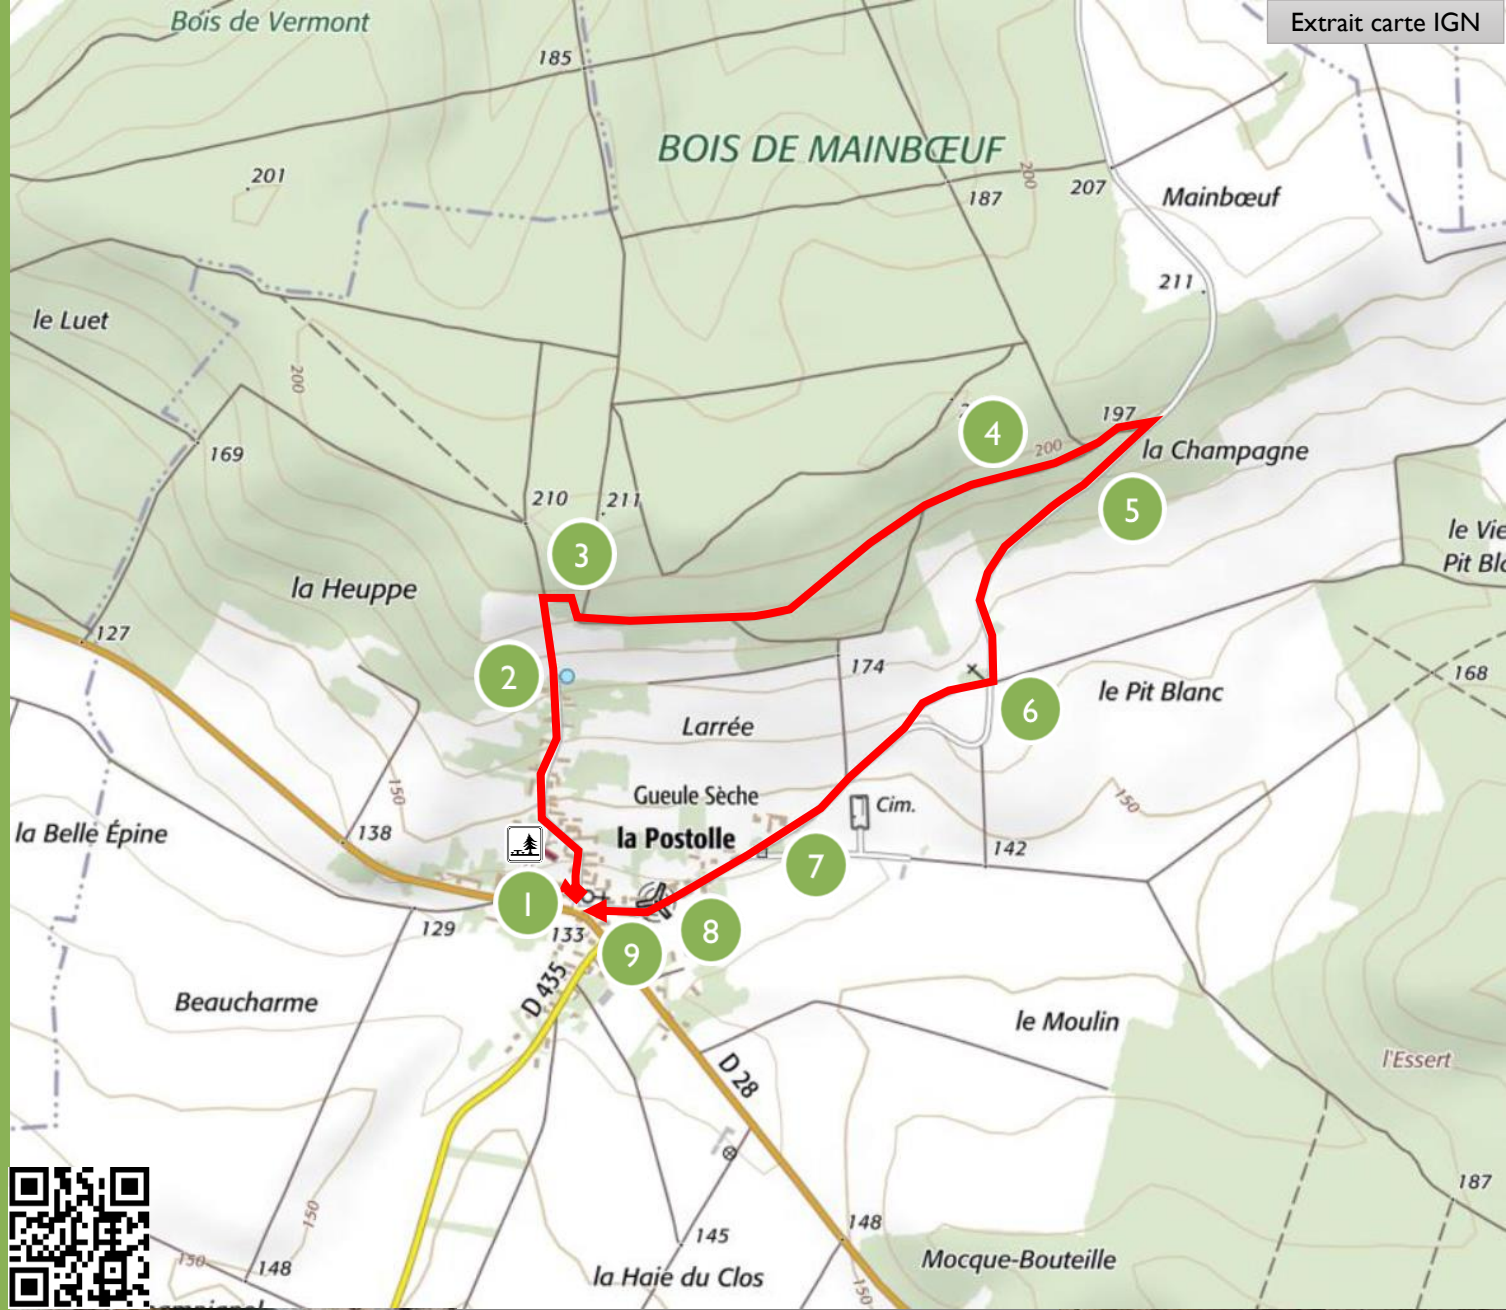 Extrait carte IGN
Bois de Vermont
185
BOIS DE MAINBŒUF
200
201
187
207
Mainbœuf
211
le Luet
200
197
4
200
la Champagne
169
210
211
5
le Vie
Pit Blo
3
la Heuppe
127
2
174
168
le Pit Blanc
6
Larrée
150
Gueule Sèche
150
Cim.
la Belle Épine
138
la Postolle
142
7
1
129
133
8
9
D 435
Beaucharme
le Moulin
l'Essert
D 28
187
150
148
145
150
148
la Haie du Clos
Mocque-Bouteille
150